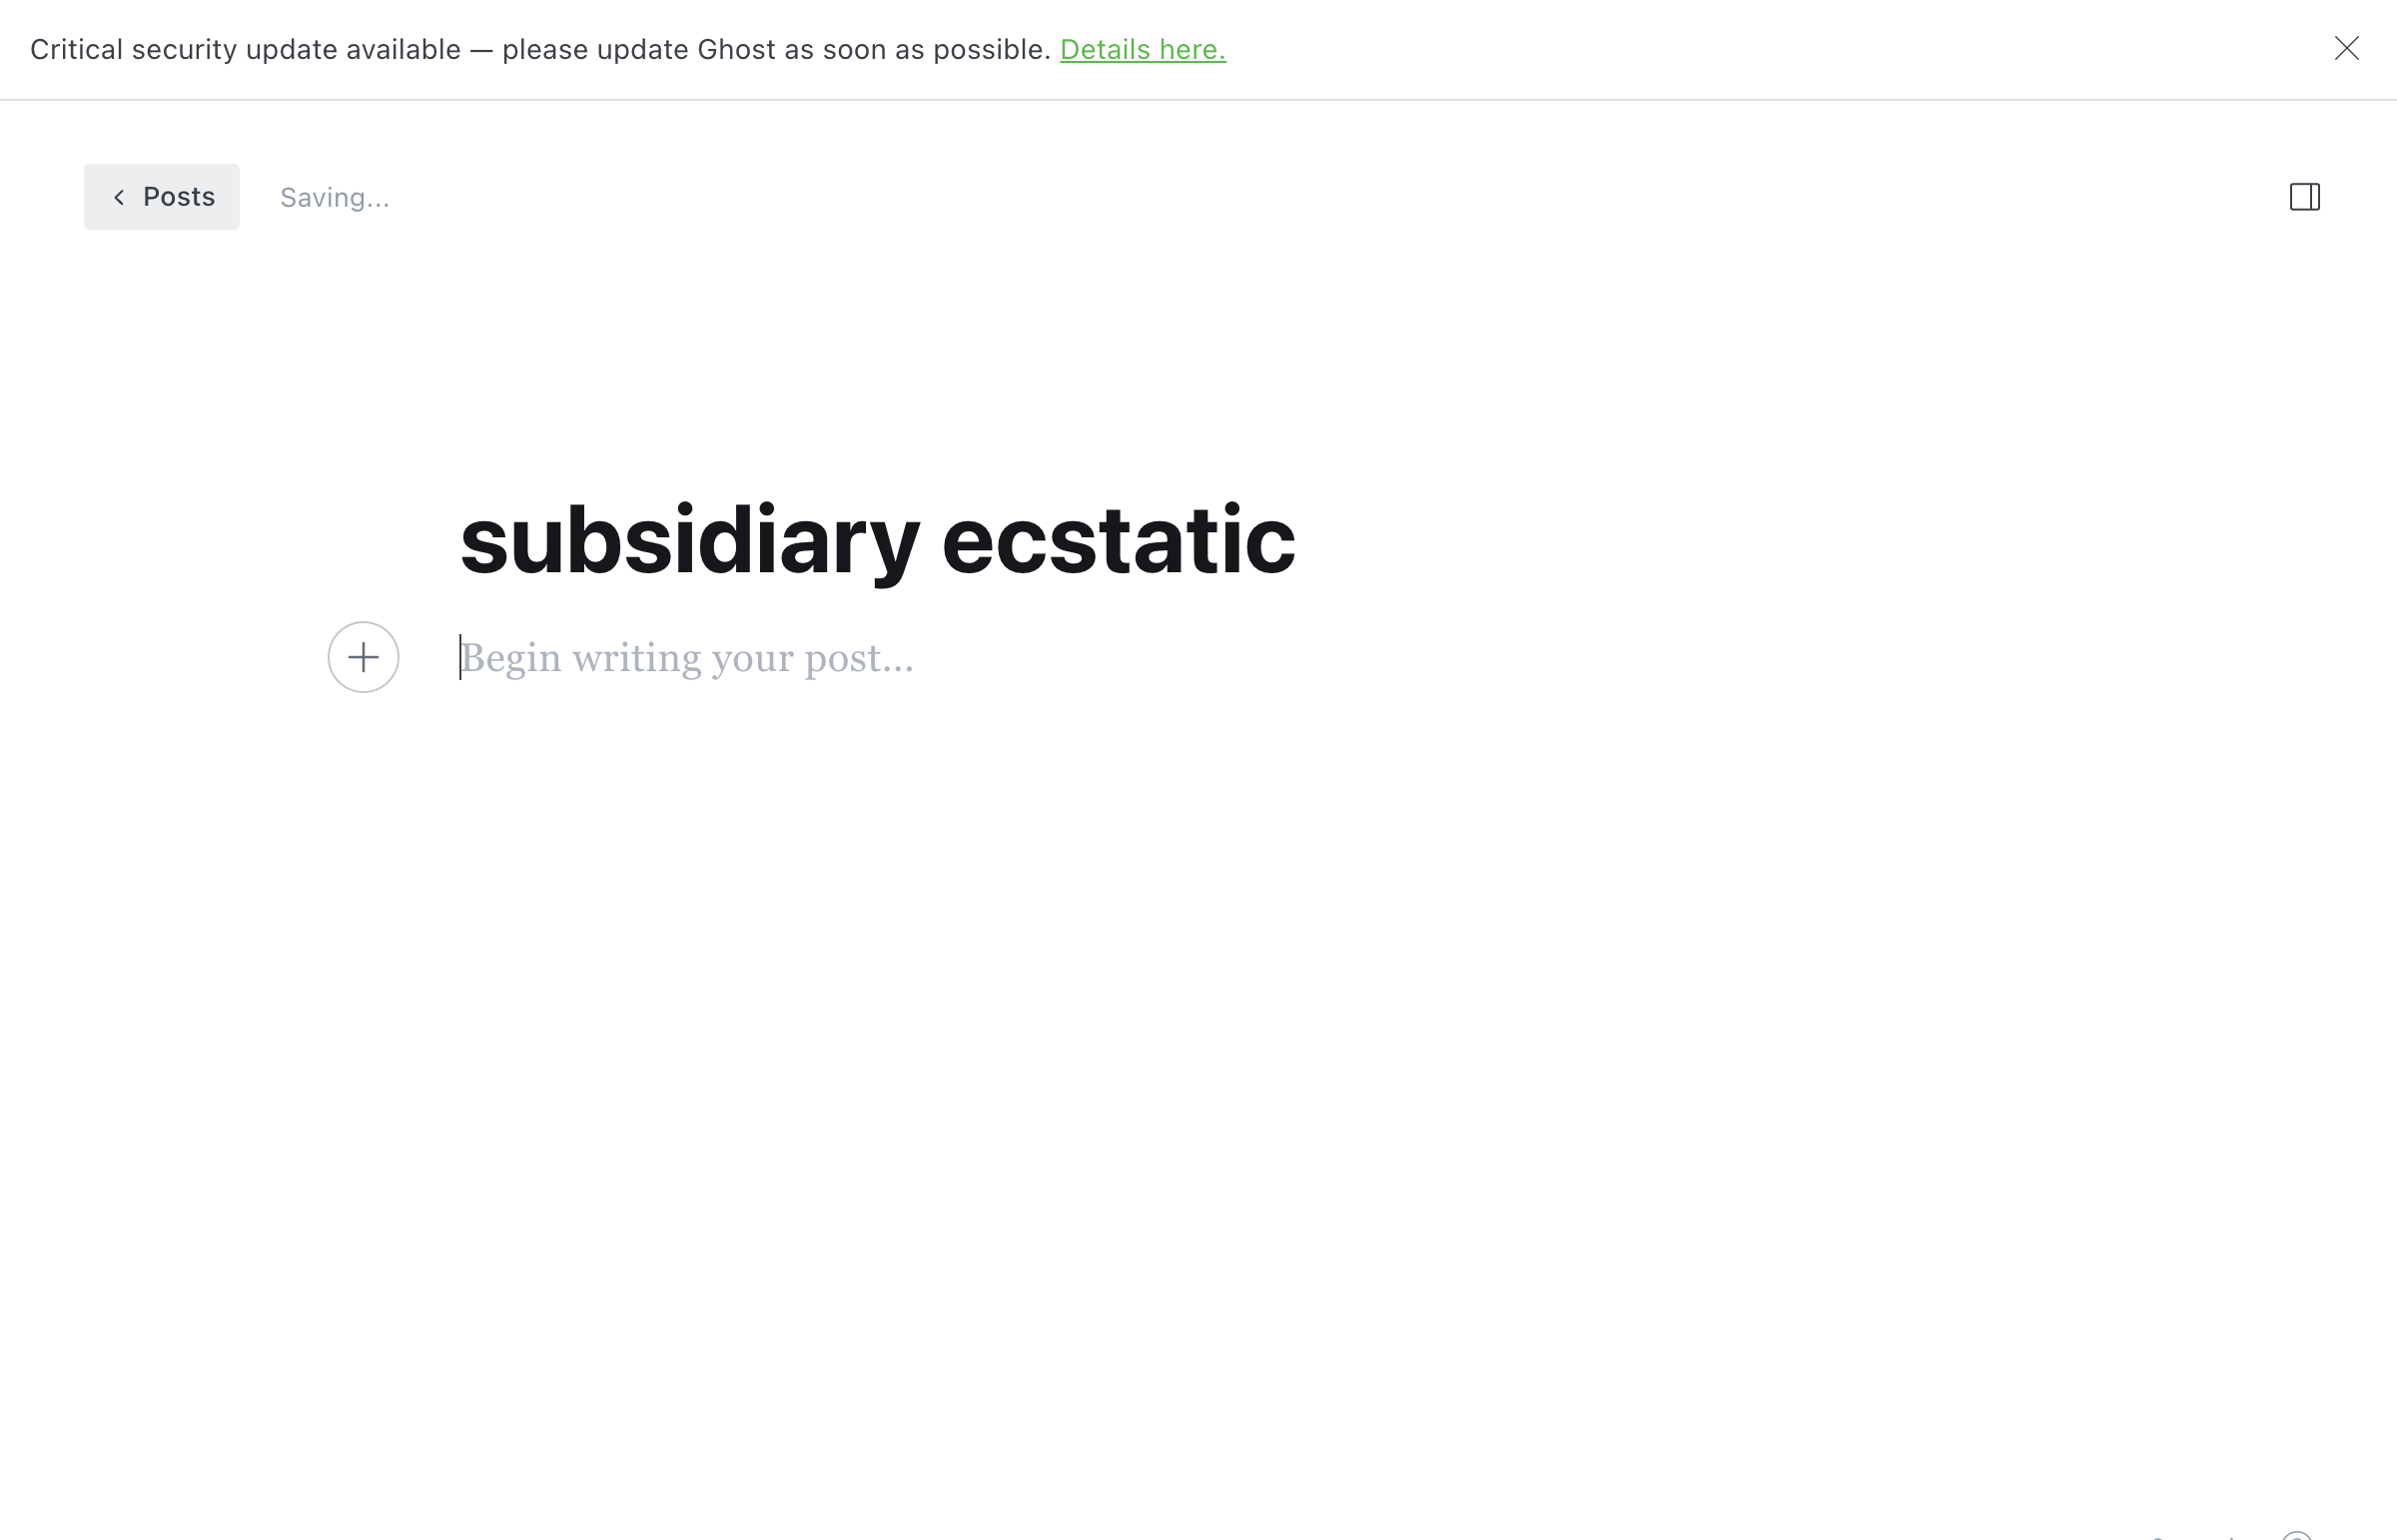 Critical security update available — please update Ghost as soon as possible. Details here.
Posts
Saving...
subsidiary ecstatic
Begin writing your post...